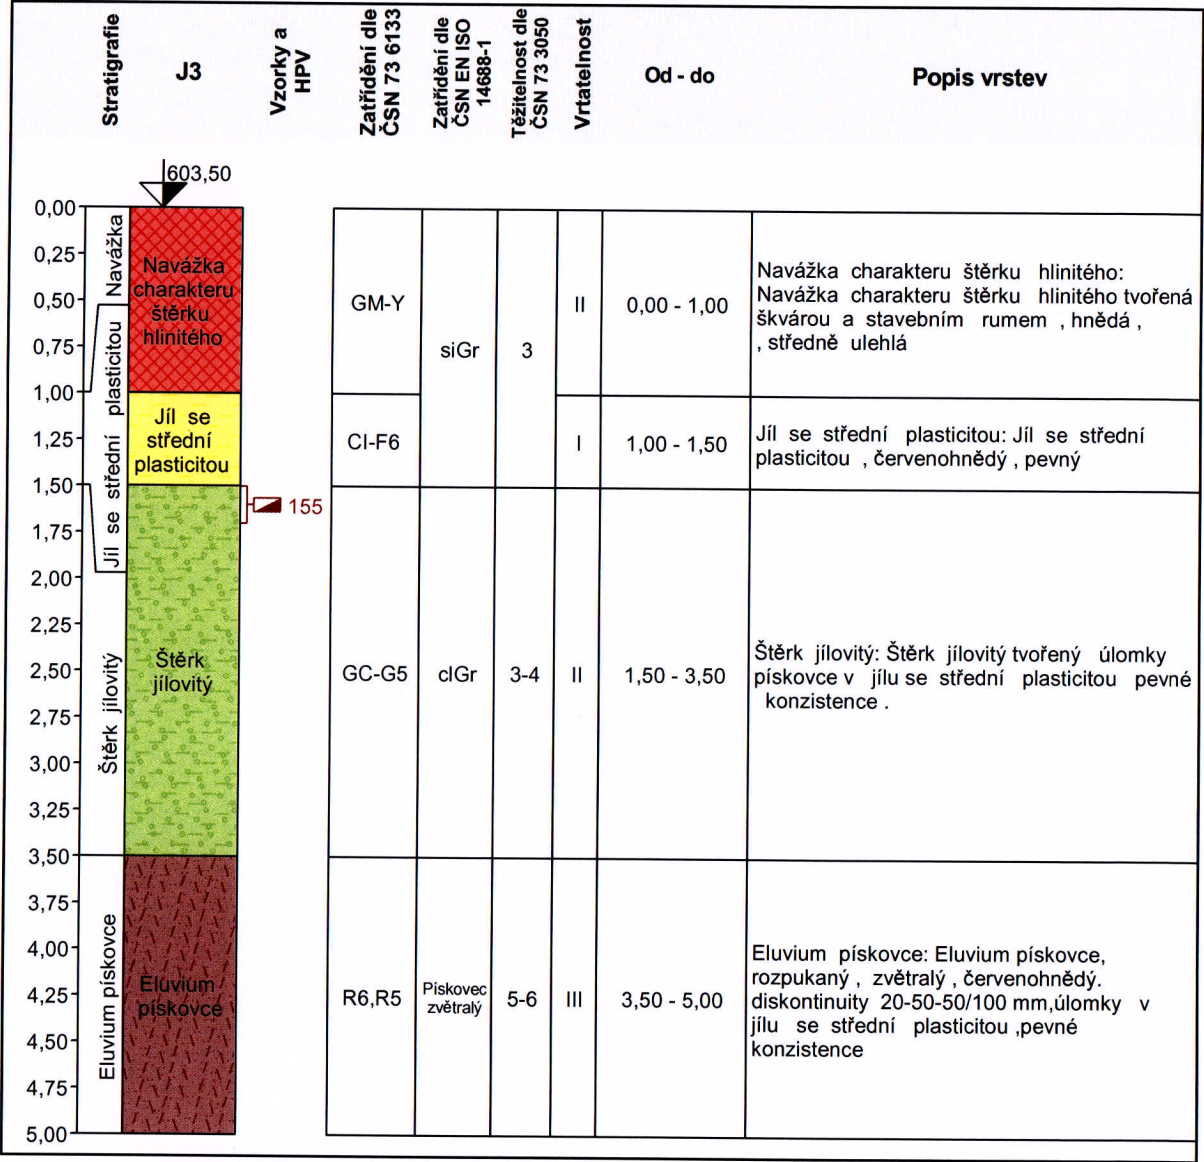 Stratigrafie
J3
Vzorky a
HPV
Zatřídění dle
ČSN 73 6133
Zatřídění dle
ČSN EN ISO
14688-1
Těžitelnost dle
ČSN 73 3050
Vrtatelnost
Od - do
Popis vrstev
603,50
0,00
0,25
0,50
0,75
1,00
1,25
1,50
1,75
2,00
2,25
2,50
2,75
3,00
3,25
3,50
3,75
4,00
4,25
4,50
4,75
5,00
Navážka
Jíl se střední plasticitou
Štěrk jílovitý
Eluvium pískovce
Navážka
charakteru
štěrku
hlinitého
Jíl se
střední
plasticitou
Štěrk
jílovitý
Eluvium
pískovce
155
GM-Y
siGr
3
II
0,00 - 1,00
Navážka charakteru štěrku hlinitého:
Navážka charakteru štěrku hlinitého tvořená
škvárou a stavebním rumem , hnědá ,
, středně ulehlá
CI-F6
I
1,00 - 1,50
Jíl se střední plasticitou: Jíl se střední
plasticitou , červenohnědý , pevný
GC-G5
clGr
3-4
II
1,50 - 3,50
Štěrk jílovitý: Štěrk jílovitý tvořený úlomky
pískovce v jílu se střední plasticitou pevné
konzistence .
R6,R5
Pískovec
zvětralý
5-6
III
3,50 - 5,00
Eluvium pískovce: Eluvium pískovce,
rozpukaný , zvětralý , červenohnědý.
diskontinuity 20-50-50/100 mm,úlomky v
jílu se střední plasticitou ,pevné
konzistence